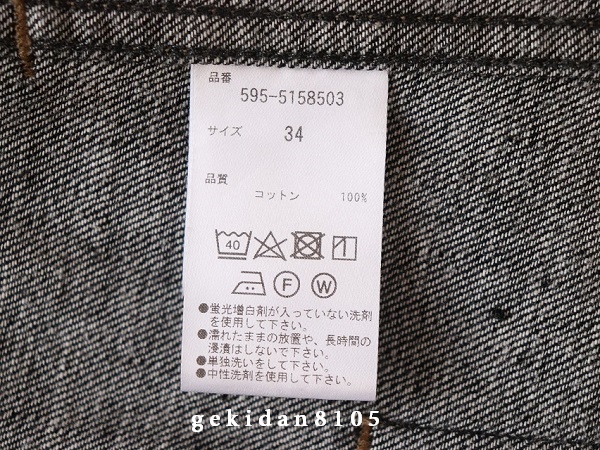 品番
595-5158503
サイズ 34
品質
コットン 100%
40
F W
●蛍光増白剤が入っていない洗剤
を使用して下さい。
●濡れたままの放置や、長時間の
浸漬はしないで下さい。
●単独洗いをして下さい。
●中性洗剤を使用して下さい。
gekidan8105